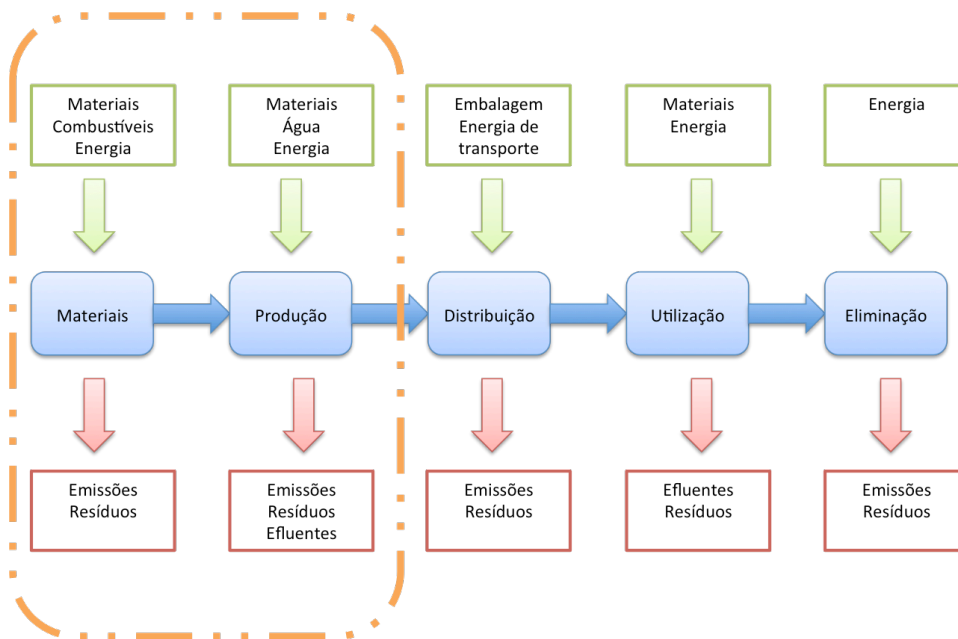 Materiais
Combustíveis
Energia
Materiais
Água
Energia
Embalagem
Energia de
transporte
Materiais
Energia
Energia
Materiais
Produção
Distribuição
Utilização
Eliminação
Emissões
Resíduos
Emissões
Resíduos
Efluentes
Emissões
Resíduos
Efluentes
Resíduos
Emissões
Resíduos